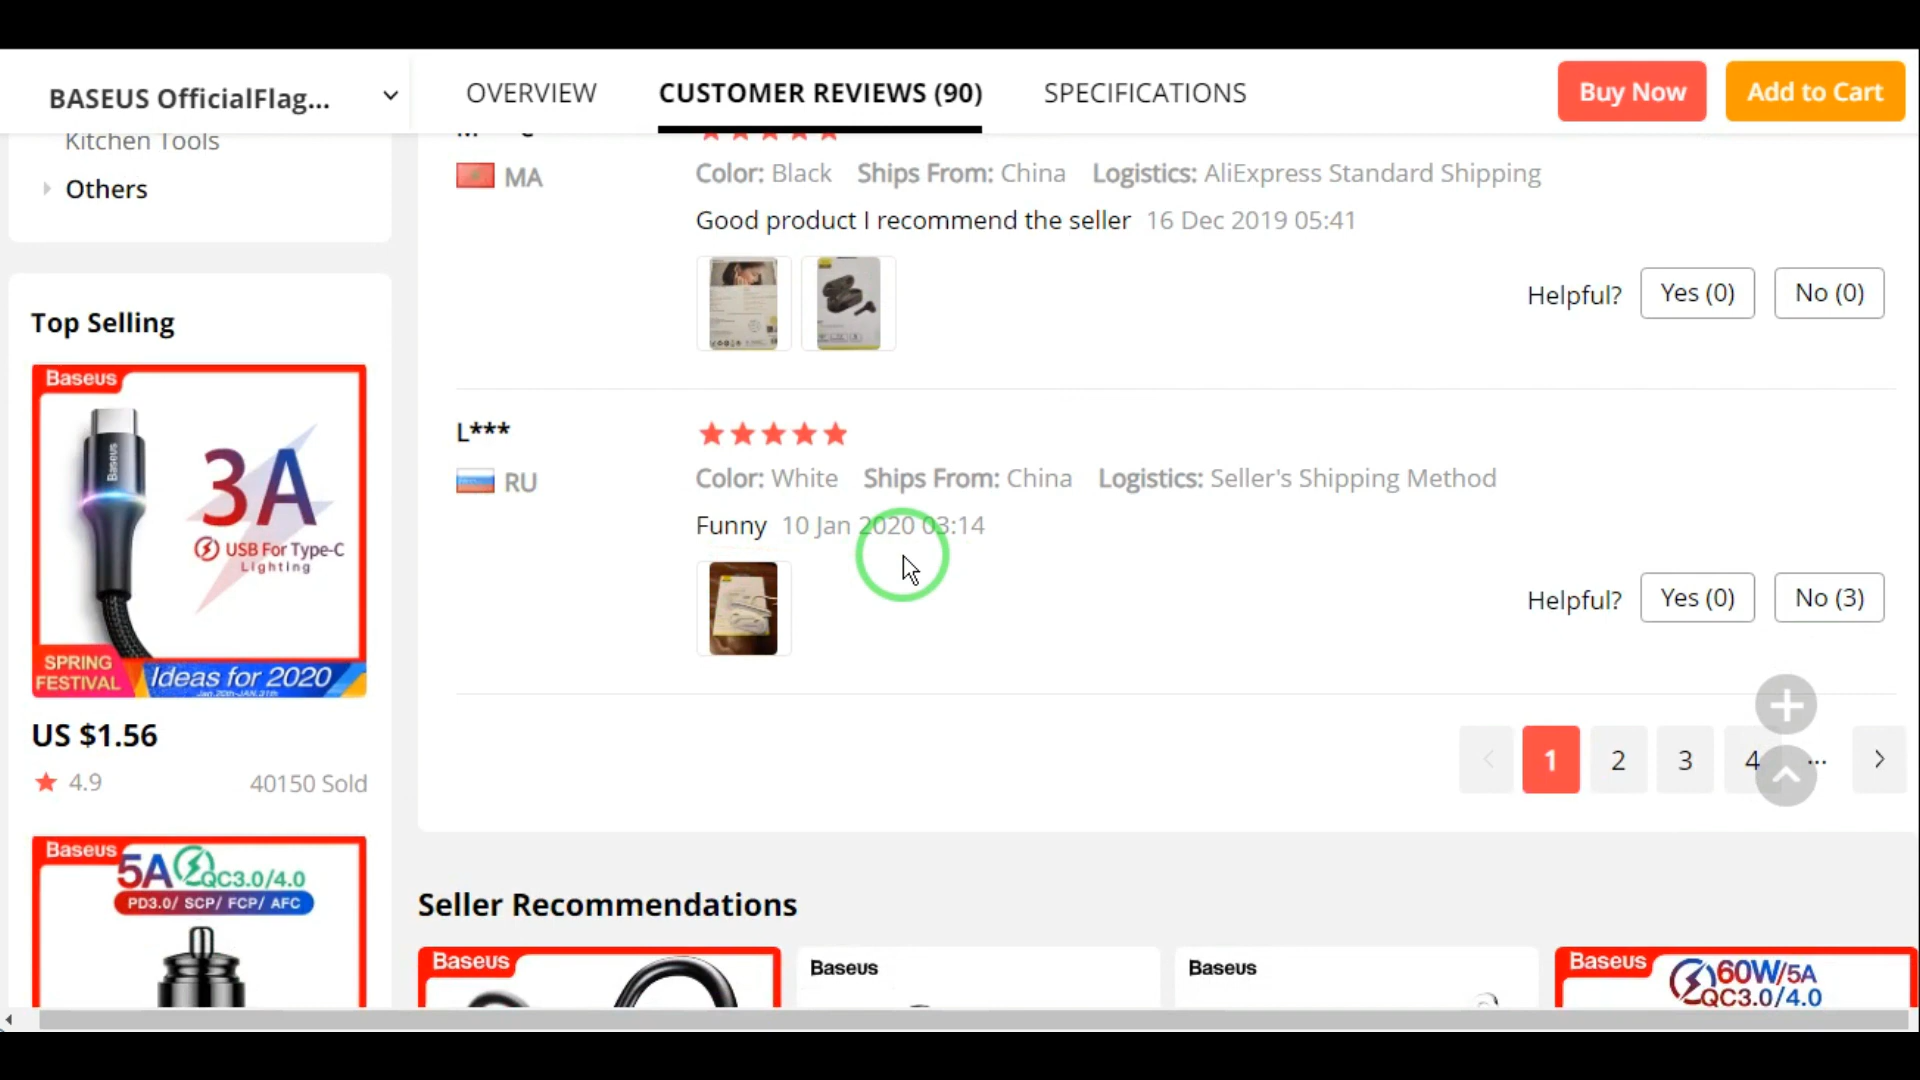 BASEUS OfficialFlag...
OVERVIEW
CUSTOMER REVIEWS (90)
SPECIFICATIONS
Buy Now
Add to Cart
Kitchen Tools
Others
MA
Color: Black Ships From: China Logistics: AliExpress Standard Shipping
Good product I recommend the seller 16 Dec 2019 05:41
Helpful? Yes (0) No (0)
Top Selling
Baseus
Baseus
3A
USB For Type-C
Lighting
SPRING
FESTIVAL
Ideas for 2020
Jan.20th-JAN.31th
US $1.56
4.9
40150 Sold
L***
RU
Color: White Ships From: China Logistics: Seller's Shipping Method
Funny 10 Jan 2020 03:14
Helpful? Yes (0) No (3)
1 2 3 4 ...
Baseus
5A QC3.0/4.0
PD3.0/ SCP/ FCP/ AFC
Seller Recommendations
Baseus
Baseus
Baseus
Baseus
60W/5A
QC3.0/4.0